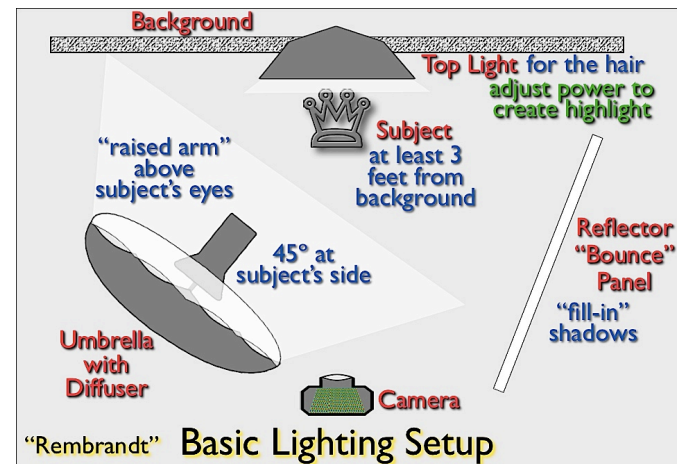 Background
Top Light for the hair
adjust power to
create highlight
Subject
at least 3
feet from
background
“raised arm”
above
subject’s eyes
45º at
subject’s side
Reflector
“Bounce”
Panel
“fill-in”
shadows
Umbrella
with
Diffuser
Camera
“Rembrandt” Basic Lighting Setup